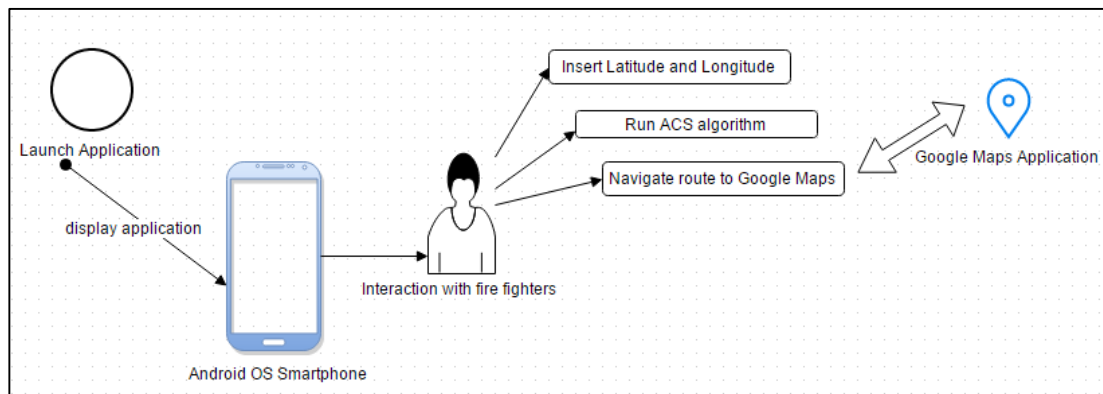 Launch Application
display application
Android OS Smartphone
Interaction with fire fighters
Insert Latitude and Longitude
Run ACS algorithm
Navigate route to Google Maps
Google Maps Application